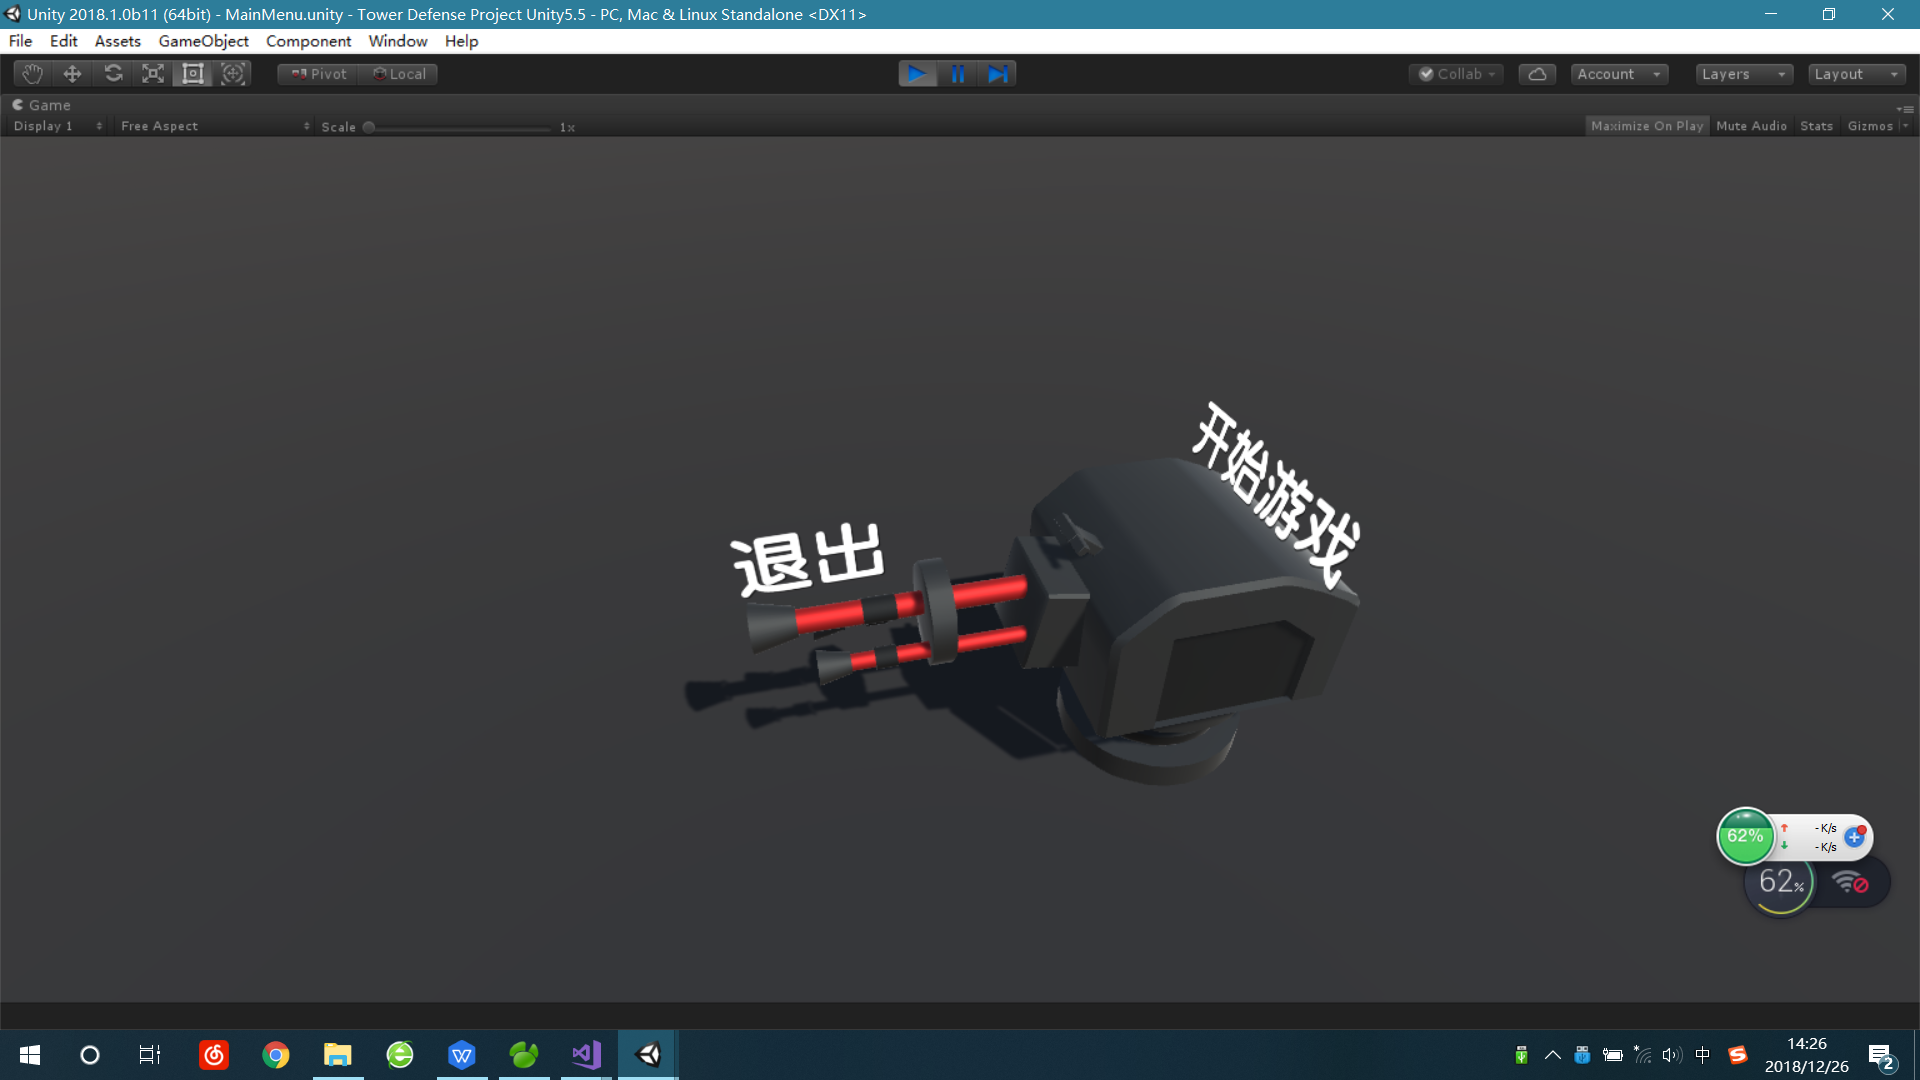 Unity 2018.1.0b11 (64bit) - MainMenu.unity - Tower Defense Project Unity5.5 - PC, Mac & Linux Standalone <DX11>
File Edit Assets GameObject Component Window Help
Pivot Local Collab Account Layers Layout
Game
Display 1 Free Aspect Scale 1x Maximize On Play Mute Audio Stats Gizmos
开始游戏
退出
62% - K/s
- K/s
62%
中
14:26
2018/12/26
2